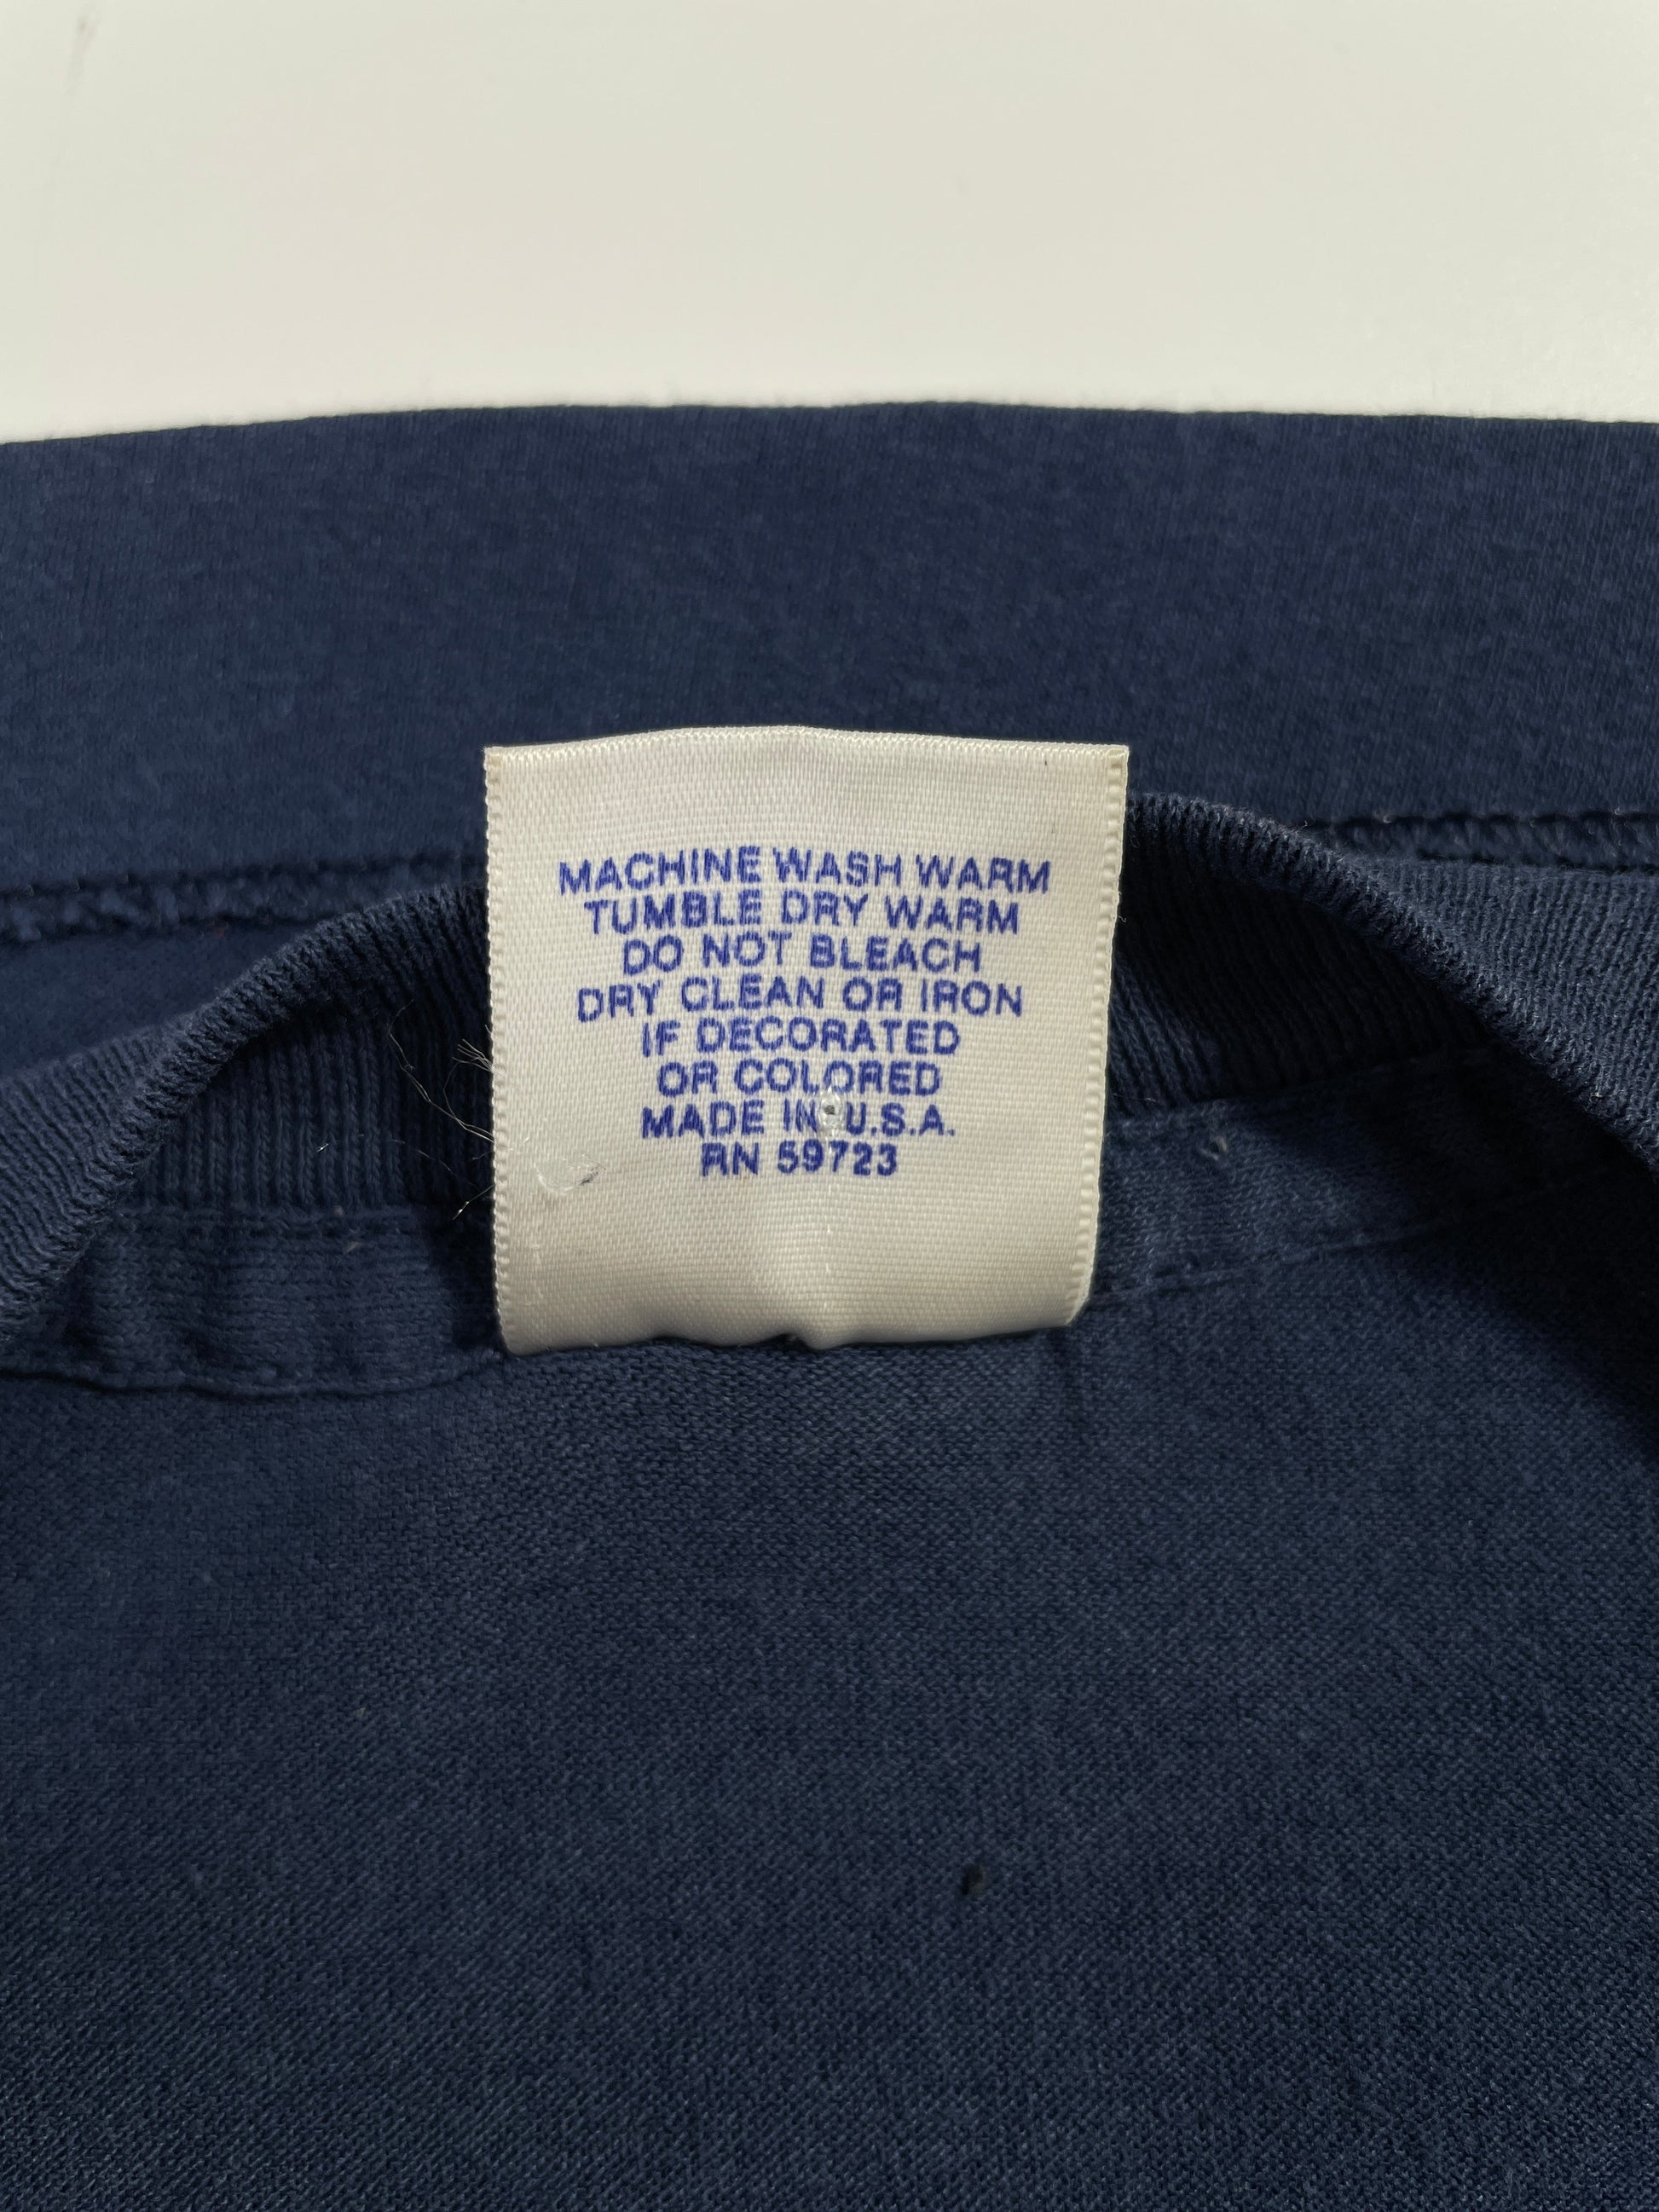 MACHINE WASH WARM
TUMBLE DRY WARM
DO NOT BLEACH
DRY CLEAN OR IRON
IF DECORATED
OR COLORED
MADE IN U.S.A.
RN 59723